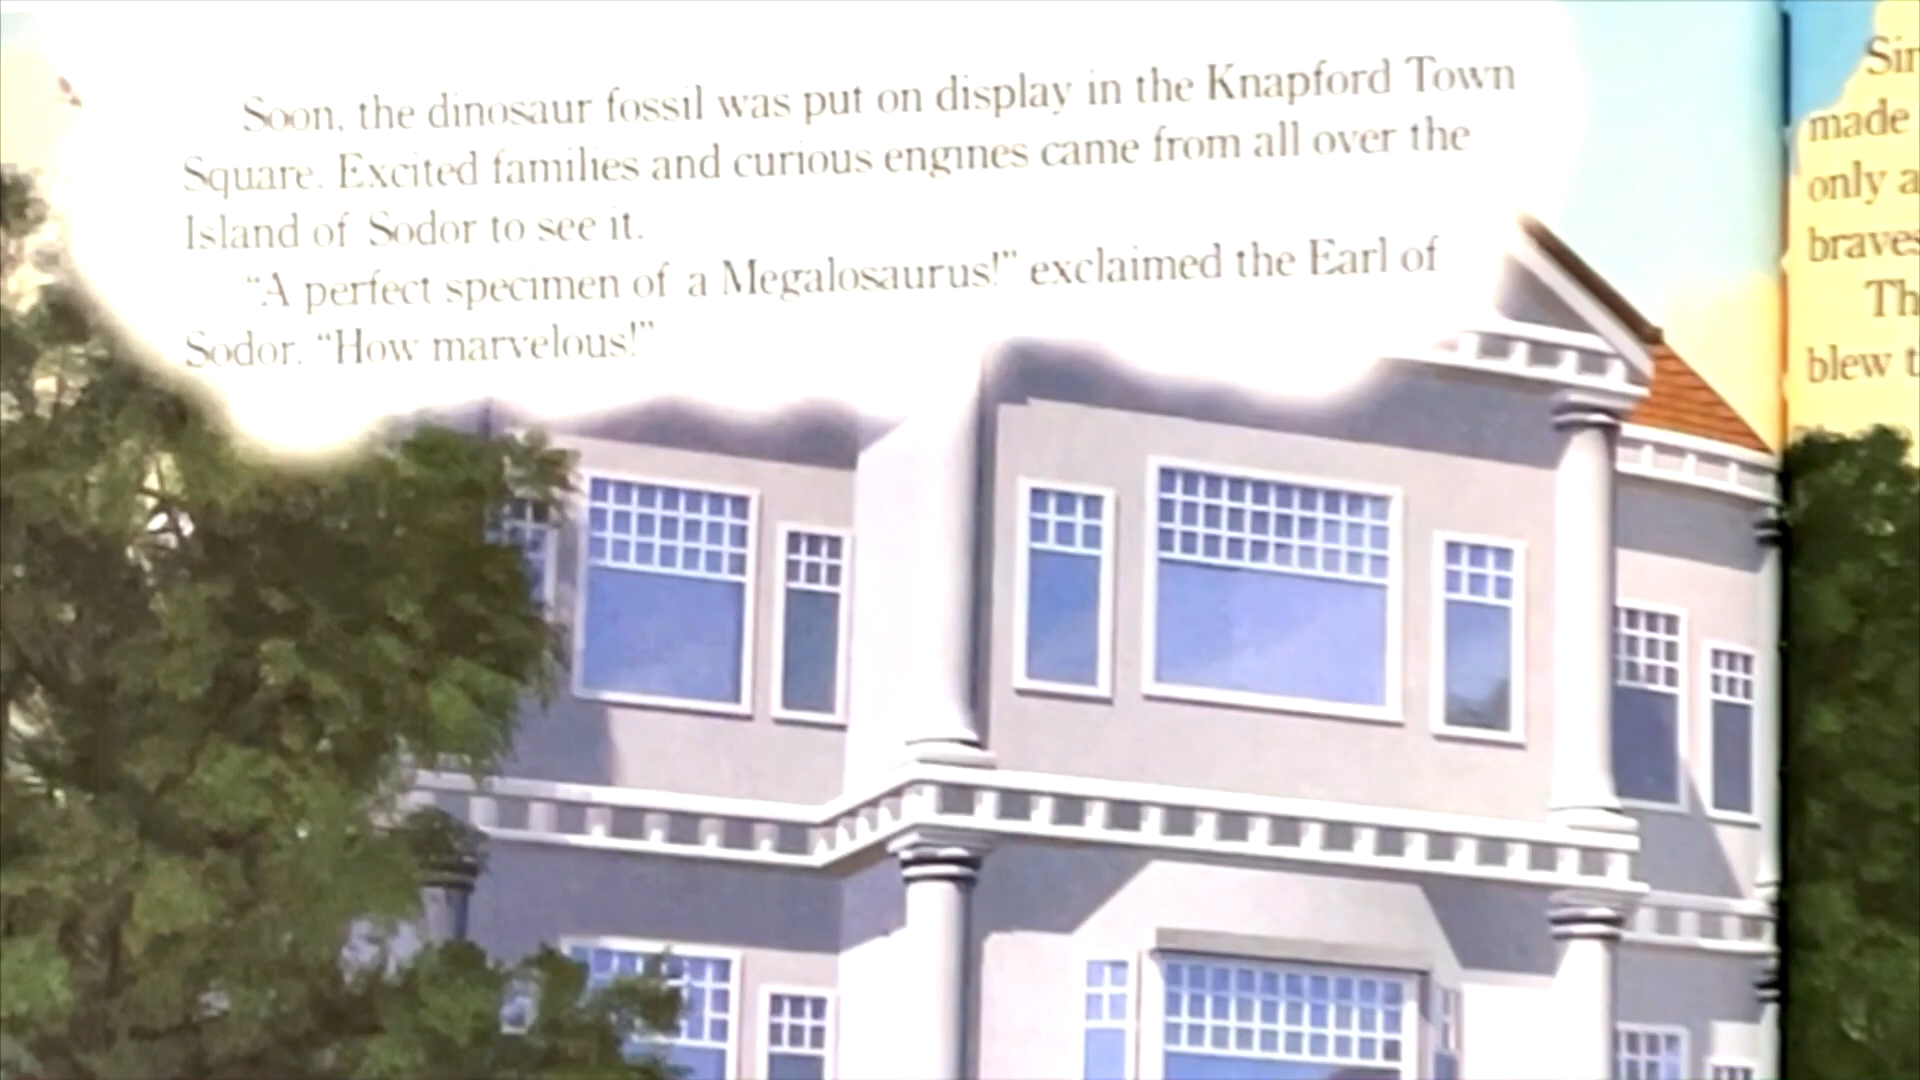 Soon, the dinosaur fossil was put on display in the Knapford Town
Square. Excited families and curious engines came from all over the
Island of Sodor to see it.
“A perfect specimen of a Megalosaurus!” exclaimed the Earl of
Sodor. “How marvelous!”
made
only a
braves
Th
blew t